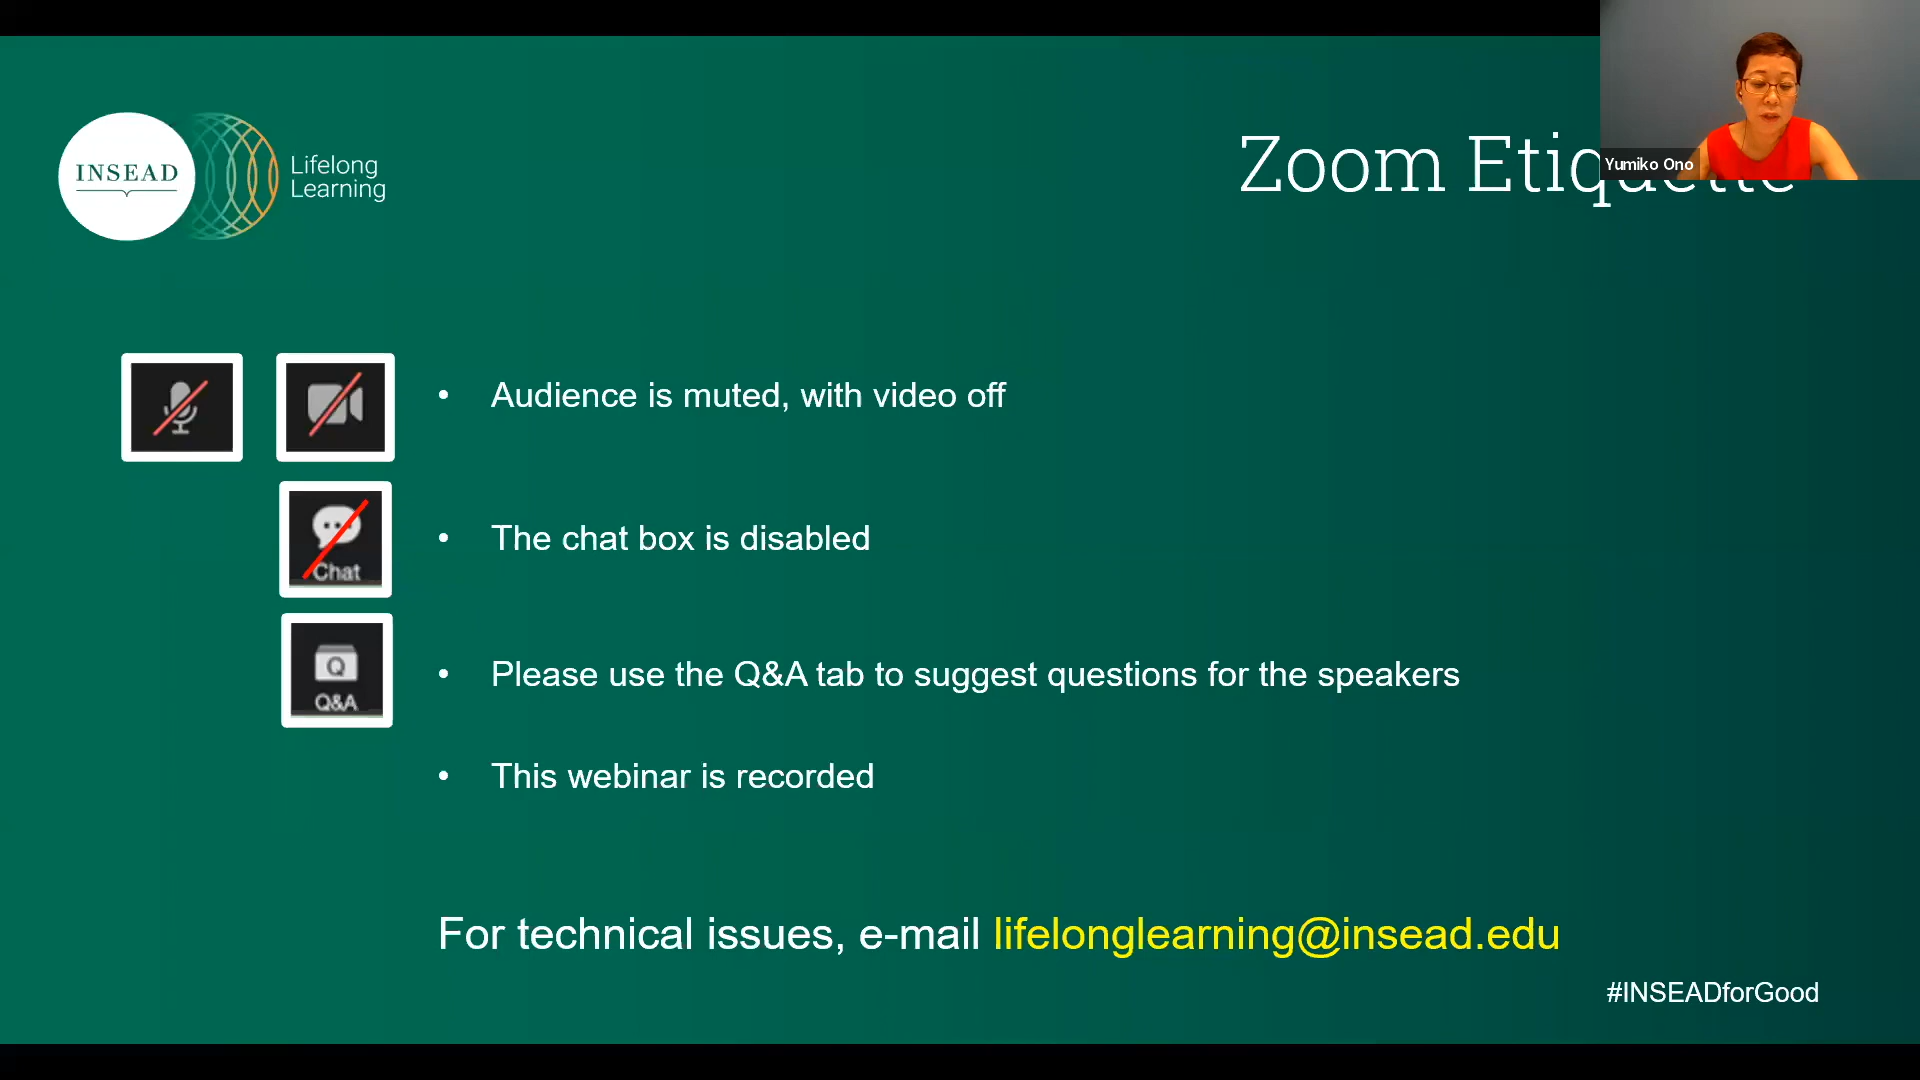 INSEAD
Lifelong
Learning
Zoom Etiquette
Yumiko Ono
• Audience is muted, with video off
Chat
• The chat box is disabled
Q
Q&A
• Please use the Q&A tab to suggest questions for the speakers
• This webinar is recorded
For technical issues, e-mail lifelonglearning@insead.edu
#INSEADforGood